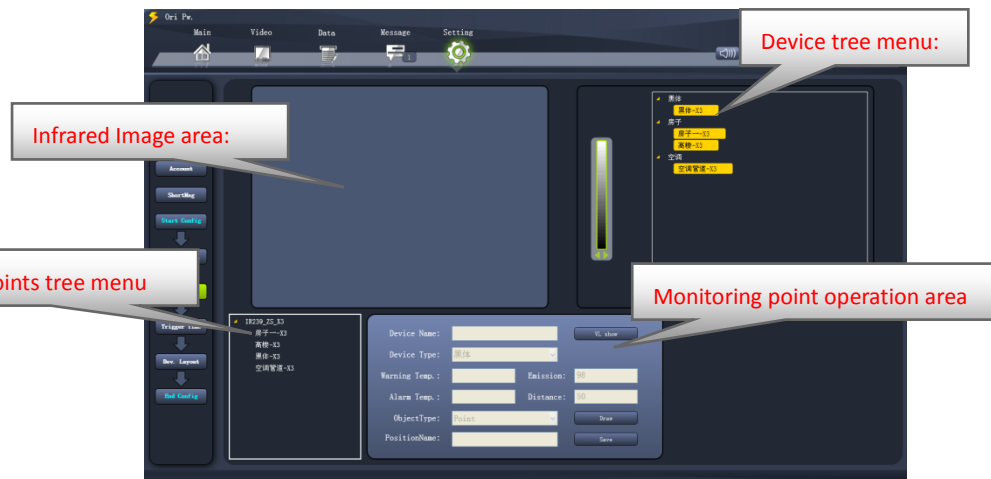 Ori Pw.
Main Video Data Message Setting
1
Device tree menu:
Infrared Image area:
黑体
黑体-X3
房子
房子一-X3
高楼-X3
空调
空调管道-X3
Account
ShortMsg
Start Config
oints tree menu
Monitoring point operation area
Trigger Time
Dev. Layout
End Config
IR239_ZS_X3
房子一-X3
高楼-X3
黑体-X3
空调管道-X3
Device Name: VL show
Device Type: 黑体
Warning Temp.: Emission: 98
Alarm Temp.: Distance: 50
ObjectType: Point Draw
PositionName: Save